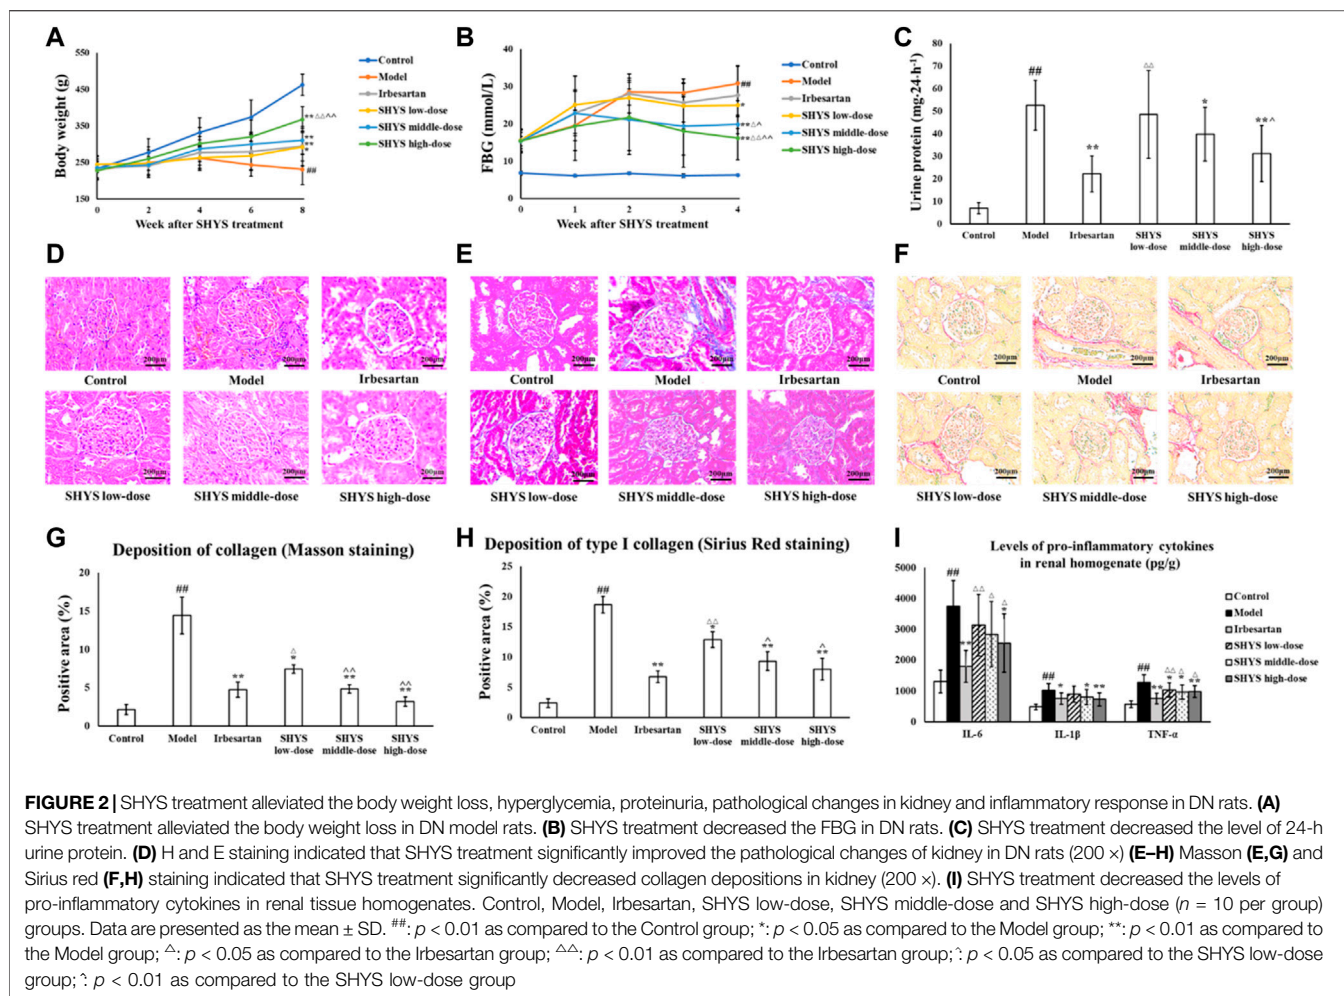 A
550
450
350
250
150
Body weight (g)
0
2
4
6
8
Week after SHYS treatment
Control
Model
Irbesartan
SHYS low-dose
SHYS middle-dose
SHYS high-dose
**△△^^
**
**
*
##
B
40
30
20
10
0
FBG (mmol/L)
0
1
2
3
4
Week after SHYS treatment
Control
Model
Irbesartan
SHYS low-dose
SHYS middle-dose
SHYS high-dose
##
*
**△^
**△△^^
C
80
70
60
50
40
30
20
10
0
Urine protein (mg·24-h⁻¹)
##
**
△△
*
**^
Control
Model
Irbesartan
SHYS low-dose
SHYS middle-dose
SHYS high-dose
D
200μm
200μm
200μm
Control Model Irbesartan
200μm
200μm
200μm
SHYS low-dose SHYS middle-dose SHYS high-dose
E
200μm
200μm
200μm
Control Model Irbesartan
200μm
200μm
200μm
SHYS low-dose SHYS middle-dose SHYS high-dose
F
200μm
200μm
200μm
Control Model Irbesartan
200μm
200μm
200μm
SHYS low-dose SHYS middle-dose SHYS high-dose
G
Deposition of collagen (Masson staining)
20
15
10
5
0
Positive area (%)
##
**
△
*
^^
**
^^
**
Control
Model
Irbesartan
SHYS low-dose
SHYS middle-dose
SHYS high-dose
H
Deposition of type I collagen (Sirius Red staining)
25
20
15
10
5
0
Positive area (%)
##
**
△△
*
^
**
^
**
Control
Model
Irbesartan
SHYS low-dose
SHYS middle-dose
SHYS high-dose
I
Levels of pro-inflammatory cytokines
in renal homogenate (pg/g)
5000
4000
3000
2000
1000
0
##
**
△△
△
△
*
##
*
*
**
##
**
△△
*
△
*
△
**
IL-6
IL-1β
TNF-α
Control
Model
Irbesartan
SHYS low-dose
SHYS middle-dose
SHYS high-dose
FIGURE 2 | SHYS treatment alleviated the body weight loss, hyperglycemia, proteinuria, pathological changes in kidney and inflammatory response in DN rats. (A)
SHYS treatment alleviated the body weight loss in DN model rats. (B) SHYS treatment decreased the FBG in DN rats. (C) SHYS treatment decreased the level of 24-h
urine protein. (D) H and E staining indicated that SHYS treatment significantly improved the pathological changes of kidney in DN rats (200 ×) (E–H) Masson (E,G) and
Sirius red (F,H) staining indicated that SHYS treatment significantly decreased collagen depositions in kidney (200 ×). (I) SHYS treatment decreased the levels of
pro-inflammatory cytokines in renal tissue homogenates. Control, Model, Irbesartan, SHYS low-dose, SHYS middle-dose and SHYS high-dose (n = 10 per group)
groups. Data are presented as the mean ± SD. ##: p < 0.01 as compared to the Control group; *: p < 0.05 as compared to the Model group; **: p < 0.01 as compared to
the Model group; △: p < 0.05 as compared to the Irbesartan group; △△: p < 0.01 as compared to the Irbesartan group; ^: p < 0.05 as compared to the SHYS low-dose
group; ^: p < 0.01 as compared to the SHYS low-dose group